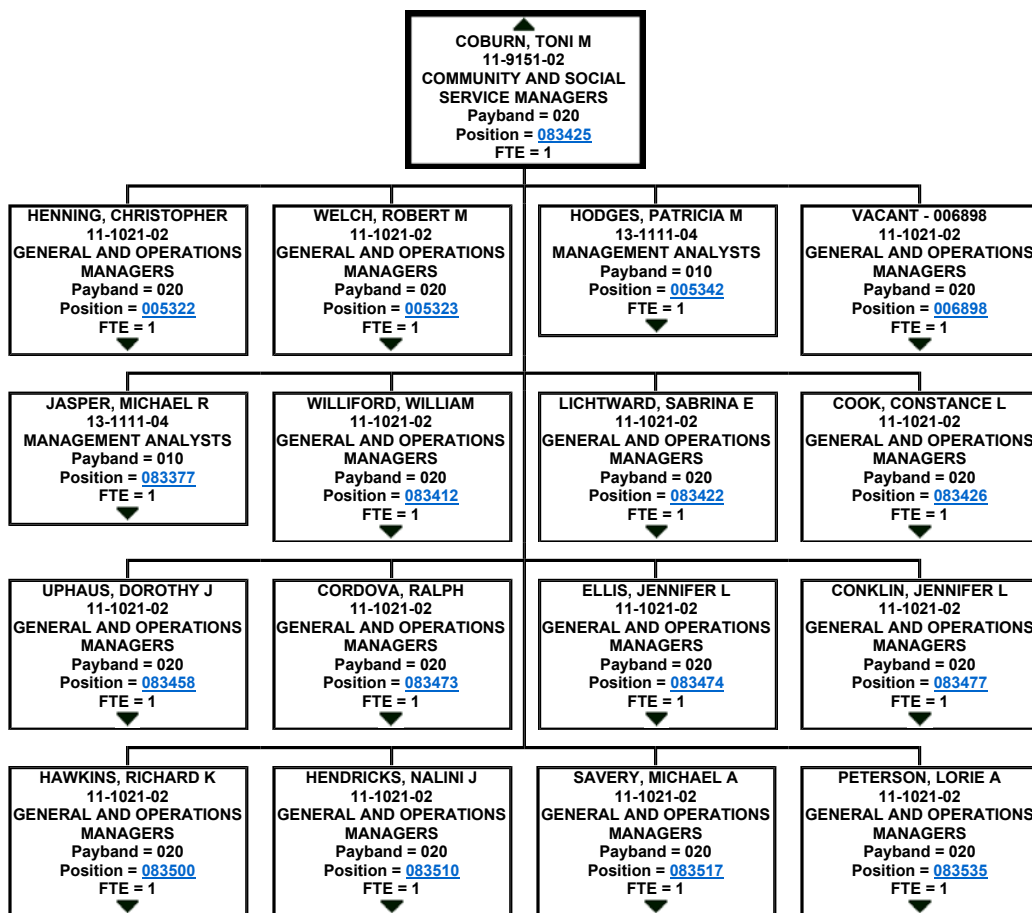 COBURN, TONI M
11-9151-02
COMMUNITY AND SOCIAL
SERVICE MANAGERS
Payband = 020
Position = 083425
FTE = 1
HENNING, CHRISTOPHER
11-1021-02
GENERAL AND OPERATIONS
MANAGERS
Payband = 020
Position = 005322
FTE = 1
WELCH, ROBERT M
11-1021-02
GENERAL AND OPERATIONS
MANAGERS
Payband = 020
Position = 005323
FTE = 1
HODGES, PATRICIA M
13-1111-04
MANAGEMENT ANALYSTS
Payband = 010
Position = 005342
FTE = 1
VACANT - 006898
11-1021-02
GENERAL AND OPERATIONS
MANAGERS
Payband = 020
Position = 006898
FTE = 1
JASPER, MICHAEL R
13-1111-04
MANAGEMENT ANALYSTS
Payband = 010
Position = 083377
FTE = 1
WILLIFORD, WILLIAM
11-1021-02
GENERAL AND OPERATIONS
MANAGERS
Payband = 020
Position = 083412
FTE = 1
LICHTWARD, SABRINA E
11-1021-02
GENERAL AND OPERATIONS
MANAGERS
Payband = 020
Position = 083422
FTE = 1
COOK, CONSTANCE L
11-1021-02
GENERAL AND OPERATIONS
MANAGERS
Payband = 020
Position = 083426
FTE = 1
UPHAUS, DOROTHY J
11-1021-02
GENERAL AND OPERATIONS
MANAGERS
Payband = 020
Position = 083458
FTE = 1
CORDOVA, RALPH
11-1021-02
GENERAL AND OPERATIONS
MANAGERS
Payband = 020
Position = 083473
FTE = 1
ELLIS, JENNIFER L
11-1021-02
GENERAL AND OPERATIONS
MANAGERS
Payband = 020
Position = 083474
FTE = 1
CONKLIN, JENNIFER L
11-1021-02
GENERAL AND OPERATIONS
MANAGERS
Payband = 020
Position = 083477
FTE = 1
HAWKINS, RICHARD K
11-1021-02
GENERAL AND OPERATIONS
MANAGERS
Payband = 020
Position = 083500
FTE = 1
HENDRICKS, NALINI J
11-1021-02
GENERAL AND OPERATIONS
MANAGERS
Payband = 020
Position = 083510
FTE = 1
SAVERY, MICHAEL A
11-1021-02
GENERAL AND OPERATIONS
MANAGERS
Payband = 020
Position = 083517
FTE = 1
PETERSON, LORIE A
11-1021-02
GENERAL AND OPERATIONS
MANAGERS
Payband = 020
Position = 083535
FTE = 1